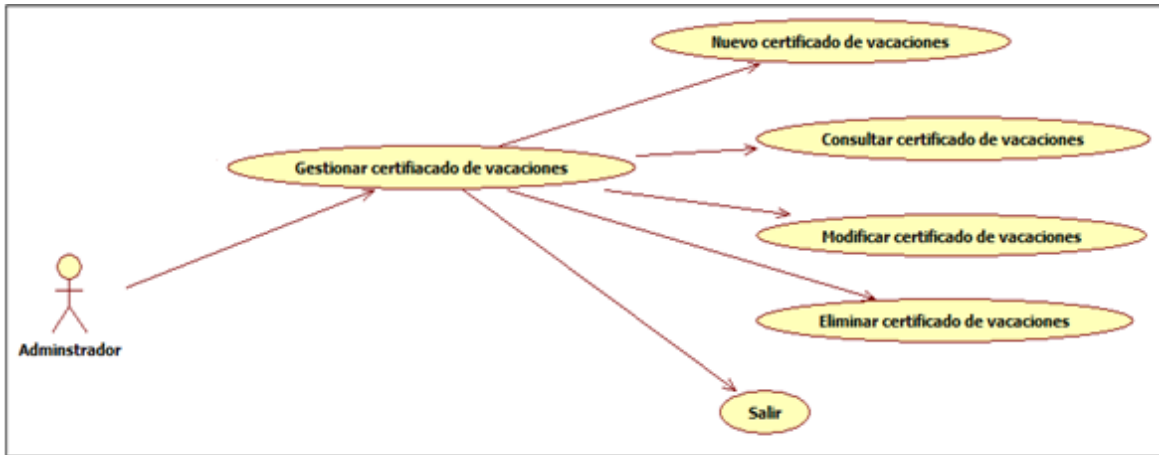 Nuevo certificado de vacaciones
Consultar certificado de vacaciones
Gestionar certifiacado de vacaciones
Modificar certificado de vacaciones
Eliminar certificado de vacaciones
Adminstrador
Salir